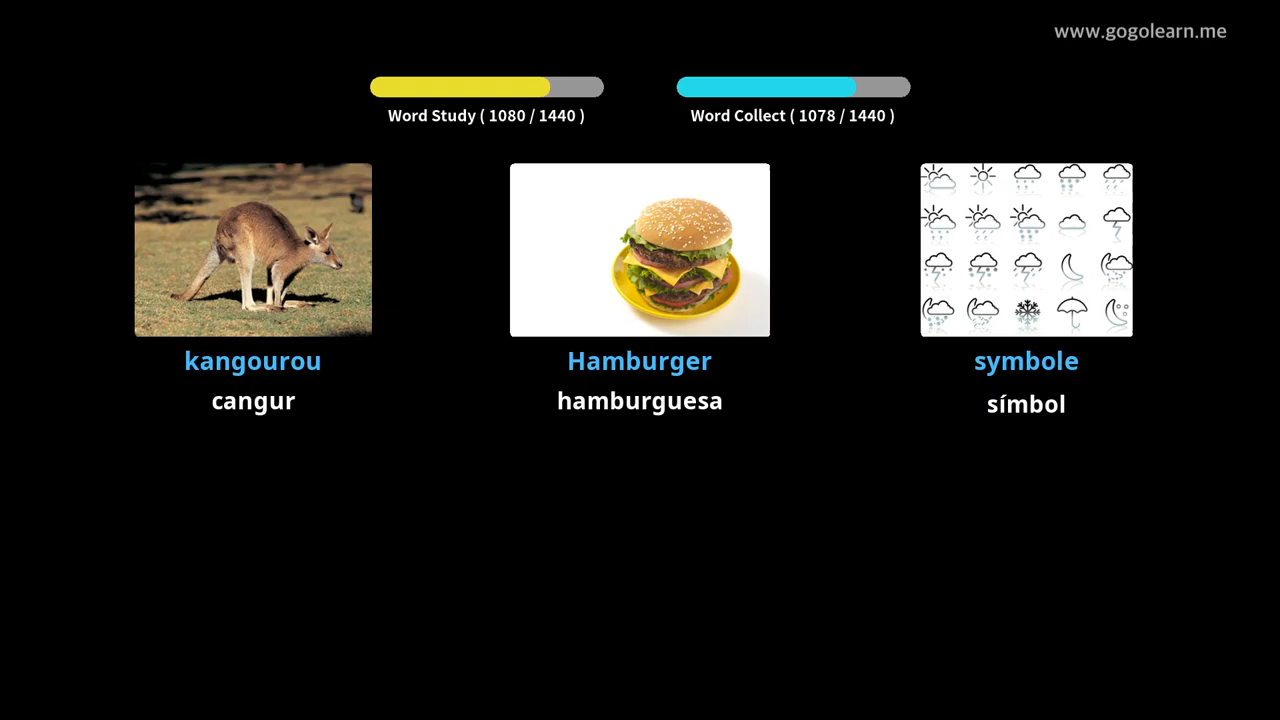 www.gogolearn.me
Word Study ( 1080 / 1440 )
Word Collect ( 1078 / 1440 )
kangourou
Hamburger
symbole
cangur
hamburguesa
símbol